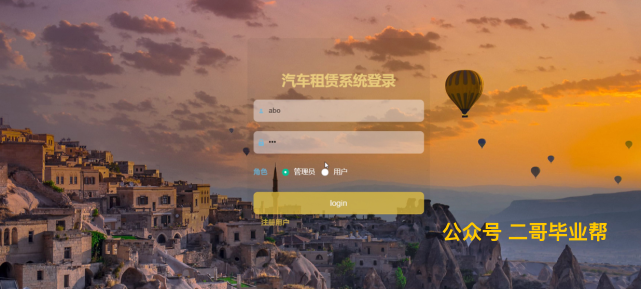 汽车租赁系统登录
abo
•••
角色 管理员 用户
login
注册用户
公众号 二哥毕业帮